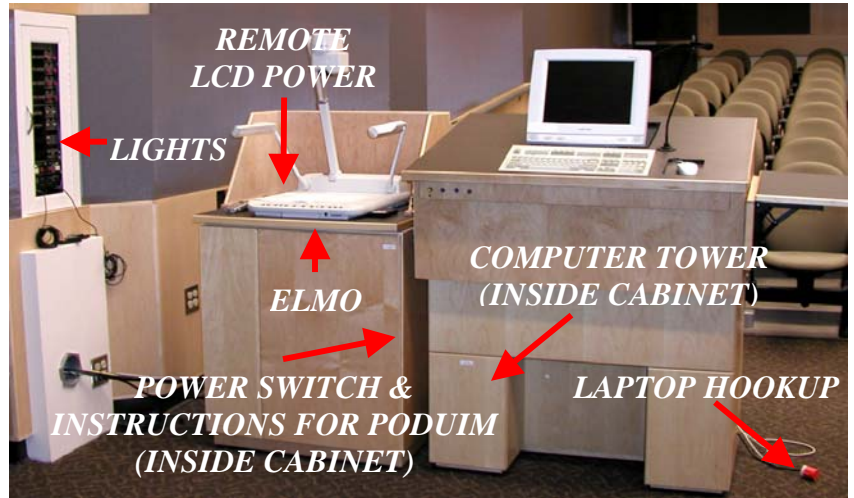 REMOTE
LCD POWER
LIGHTS
ELMO
COMPUTER TOWER
(INSIDE CABINET)
POWER SWITCH &
INSTRUCTIONS FOR PODUIM
(INSIDE CABINET)
LAPTOP HOOKUP